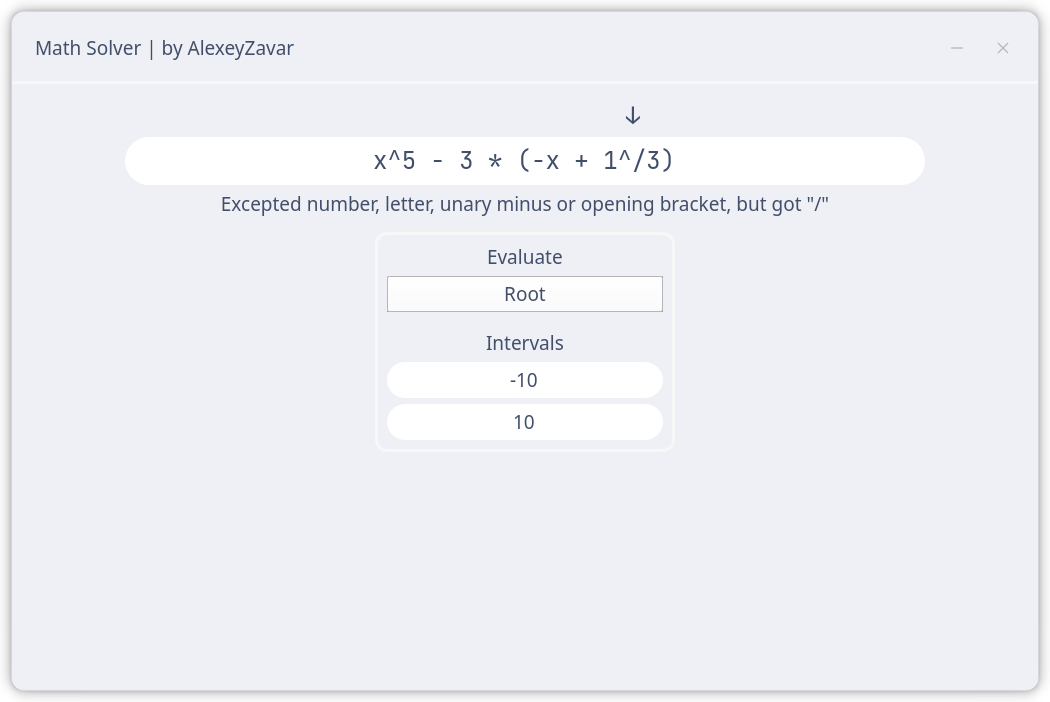 Math Solver | by AlexeyZavar
↓
x^5 - 3 * (-x + 1^/3)
Excepted number, letter, unary minus or opening bracket, but got "/"
Evaluate
Root
Intervals
-10
10